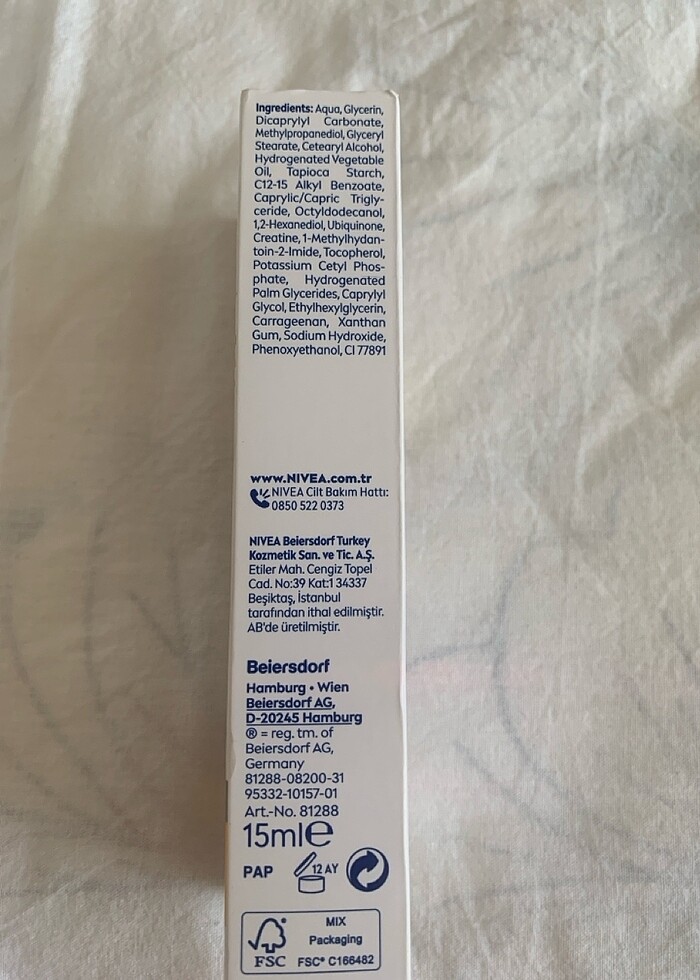 Ingredients: Aqua, Glycerin,
Dicaprylyl Carbonate,
Methylpropanediol, Glyceryl
Stearate, Cetearyl Alcohol,
Hydrogenated Vegetable
Oil, Tapioca Starch,
C12-15 Alkyl Benzoate,
Caprylic/Capric Trigly-
ceride, Octyldodecanol,
1,2-Hexanediol, Ubiquinone,
Creatine, 1-Methylhydan-
toin-2-Imide, Tocopherol,
Potassium Cetyl Phos-
phate, Hydrogenated
Palm Glycerides, Caprylyl
Glycol, Ethylhexylglycerin,
Carrageenan, Xanthan
Gum, Sodium Hydroxide,
Phenoxyethanol, CI 77891
www.NIVEA.com.tr
NIVEA Cilt Bakım Hattı:
0850 522 0373
NIVEA Beiersdorf Turkey
Kozmetik San. ve Tic. A.Ş.
Etiler Mah. Cengiz Topel
Cad. No:39 Kat:1 34337
Beşiktaş, İstanbul
tarafından ithal edilmiştir.
AB'de üretilmiştir.
Beiersdorf
Hamburg • Wien
Beiersdorf AG,
D-20245 Hamburg
® = reg. tm. of
Beiersdorf AG,
Germany
81288-08200-31
95332-10157-01
Art.-No. 81288
15ml℮
PAP 12 AY
MIX
Packaging
FSC FSC® C166482